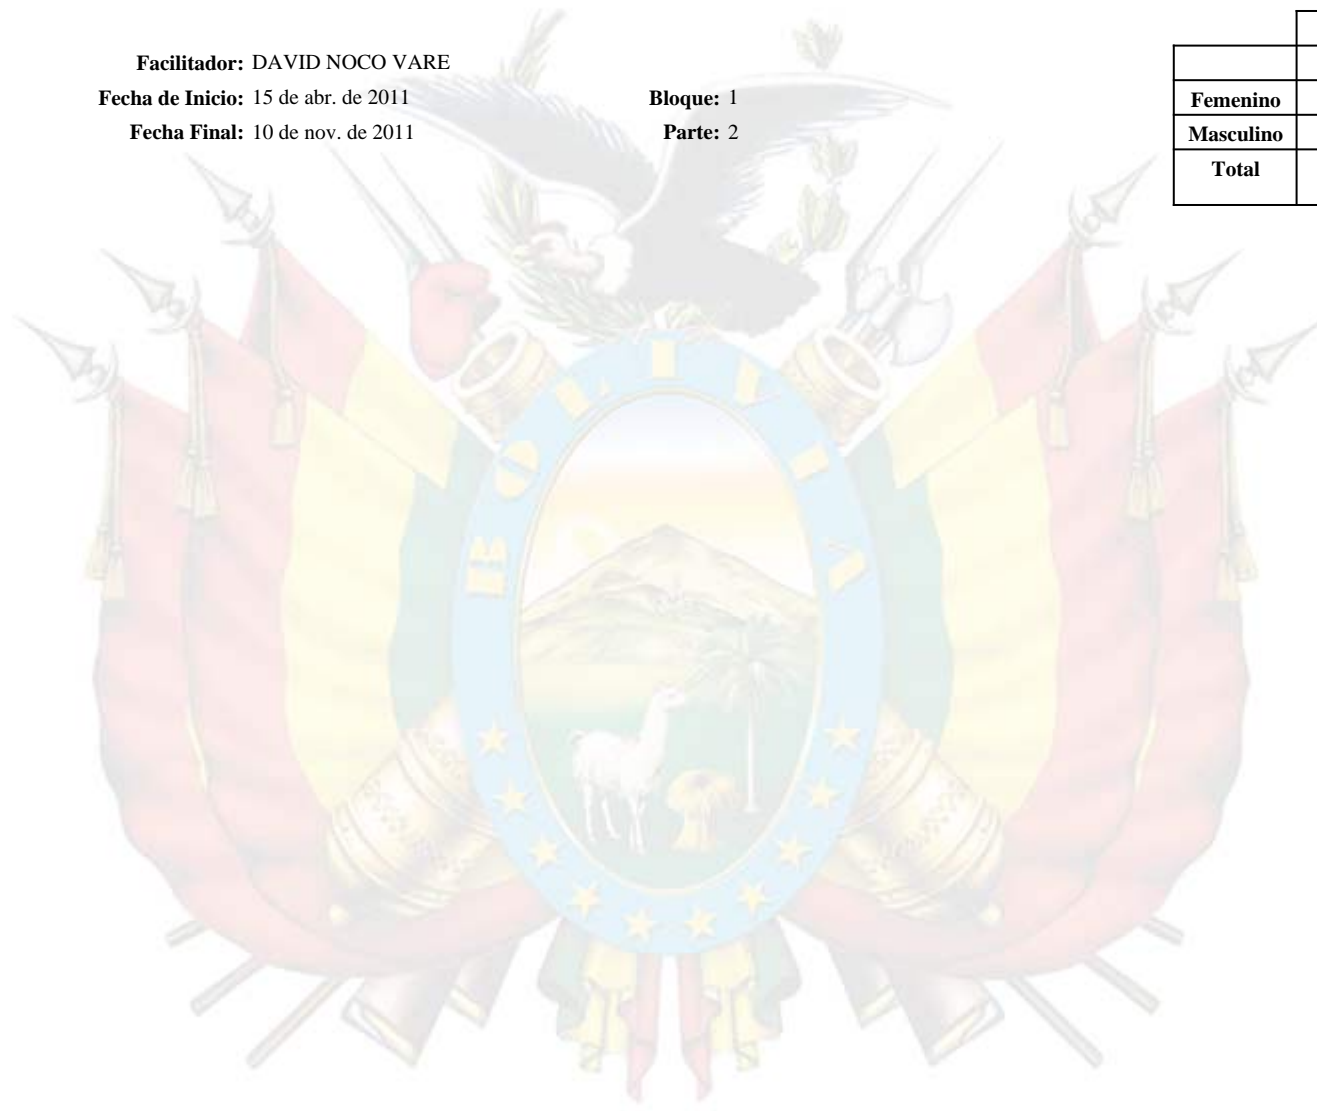 Facilitador: DAVID NOCO VARE
Fecha de Inicio: 15 de abr. de 2011 Bloque: 1
Fecha Final: 10 de nov. de 2011 Parte: 2
Femenino
Masculino
Total
BOLIVIA